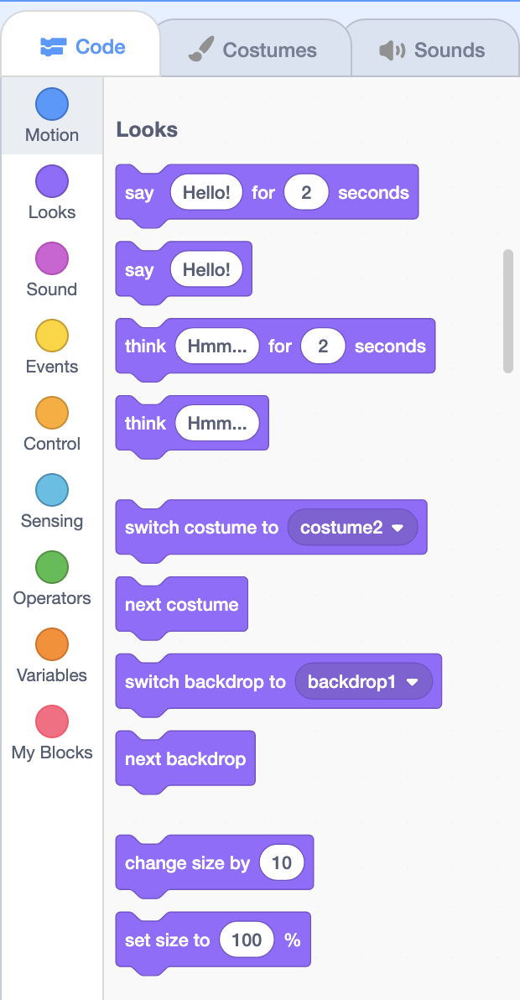 Code Costumes Sounds
Motion
Looks
Sound
Events
Control
Sensing
Operators
Variables
My Blocks
Looks
say Hello! for 2 seconds
say Hello!
think Hmm... for 2 seconds
think Hmm...
switch costume to costume2
next costume
switch backdrop to backdrop1
next backdrop
change size by 10
set size to 100 %